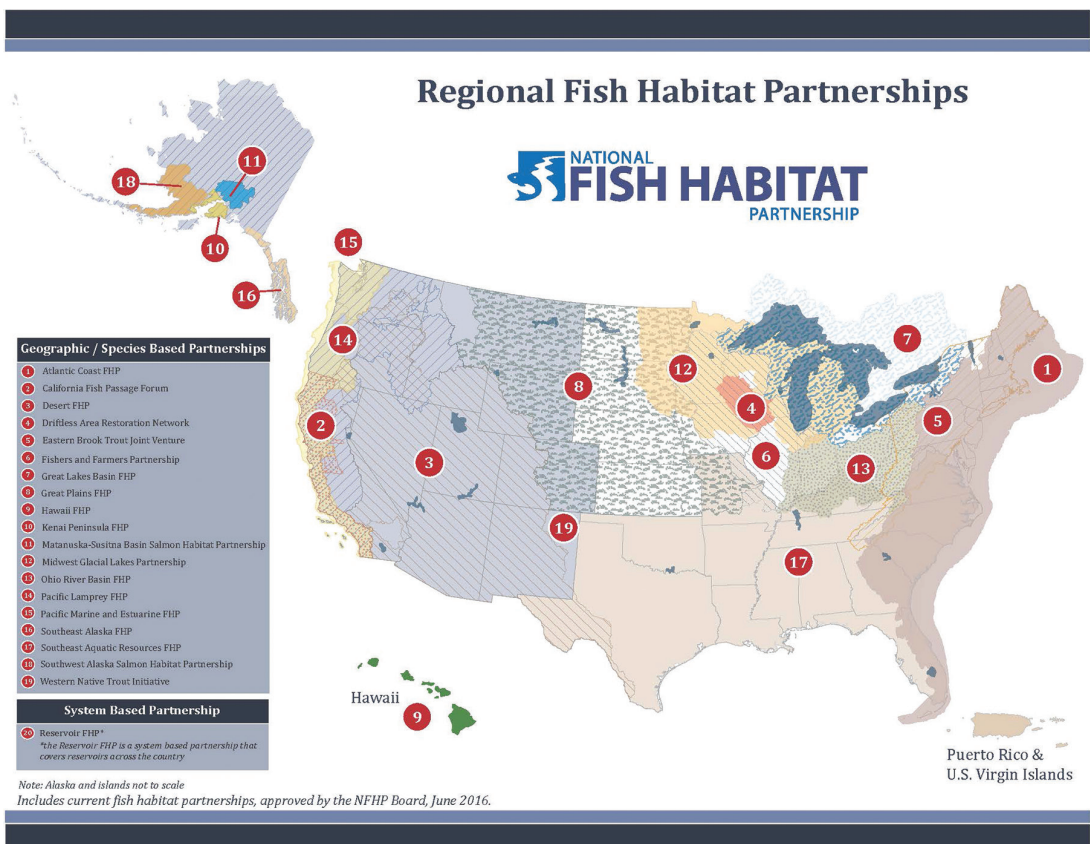 Regional Fish Habitat Partnerships
NATIONAL
FISH HABITAT
PARTNERSHIP
11
18
10
16
15
14
2
3
8
19
12
4
6
7
5
13
1
17
9
Geographic / Species Based Partnerships
1 Atlantic Coast FHP
2 California Fish Passage Forum
3 Desert FHP
4 Driftless Area Restoration Network
5 Eastern Brook Trout Joint Venture
6 Fishers and Farmers Partnership
7 Great Lakes Basin FHP
8 Great Plains FHP
9 Hawaii FHP
10 Kenai Peninsula FHP
11 Matanuska-Susitna Basin Salmon Habitat Partnership
12 Midwest Glacial Lakes Partnership
13 Ohio River Basin FHP
14 Pacific Lamprey FHP
15 Pacific Marine and Estuarine FHP
16 Southeast Alaska FHP
17 Southeast Aquatic Resources FHP
18 Southwest Alaska Salmon Habitat Partnership
19 Western Native Trout Initiative
System Based Partnership
20 Reservoir FHP*
*the Reservoir FHP is a system based partnership that
covers reservoirs across the country
Hawaii
Puerto Rico &
U.S. Virgin Islands
Note: Alaska and islands not to scale
Includes current fish habitat partnerships, approved by the NFHP Board, June 2016.